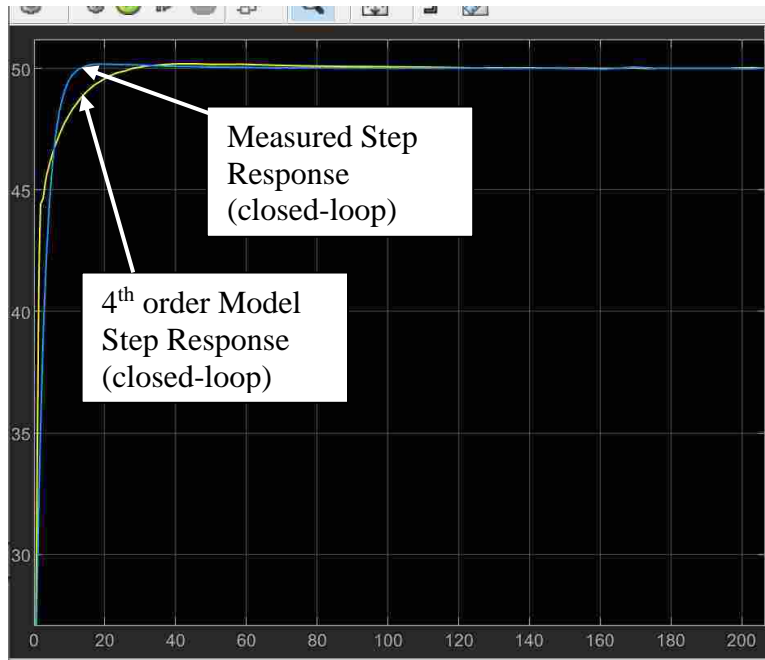 50
45
40
35
30
0 20 40 60 80 100 120 140 160 180 200
Measured Step
Response
(closed-loop)
4th order Model
Step Response
(closed-loop)